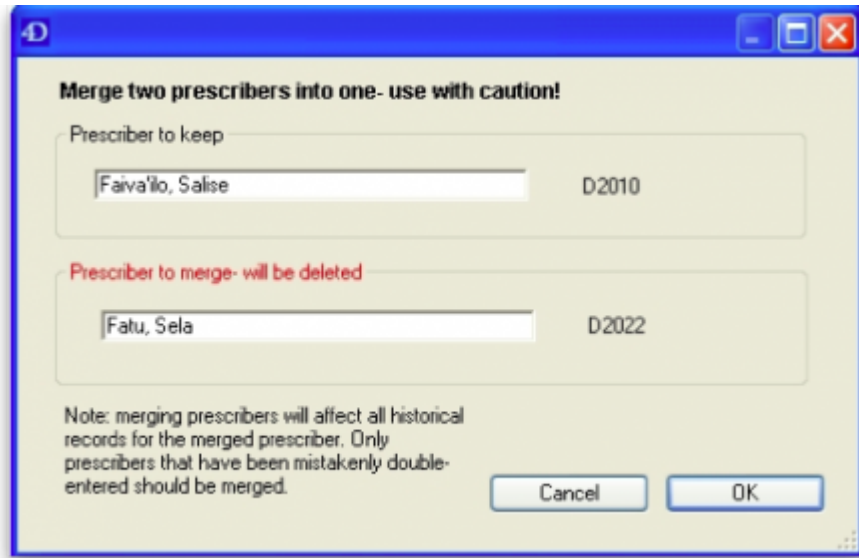 4D
Merge two prescribers into one- use with caution!
Prescriber to keep
Faiva'ilo, Salise
D2010
Prescriber to merge- will be deleted
Fatu, Sela
D2022
Note: merging prescribers will affect all historical
records for the merged prescriber. Only
prescribers that have been mistakenly double-
entered should be merged.
Cancel
OK